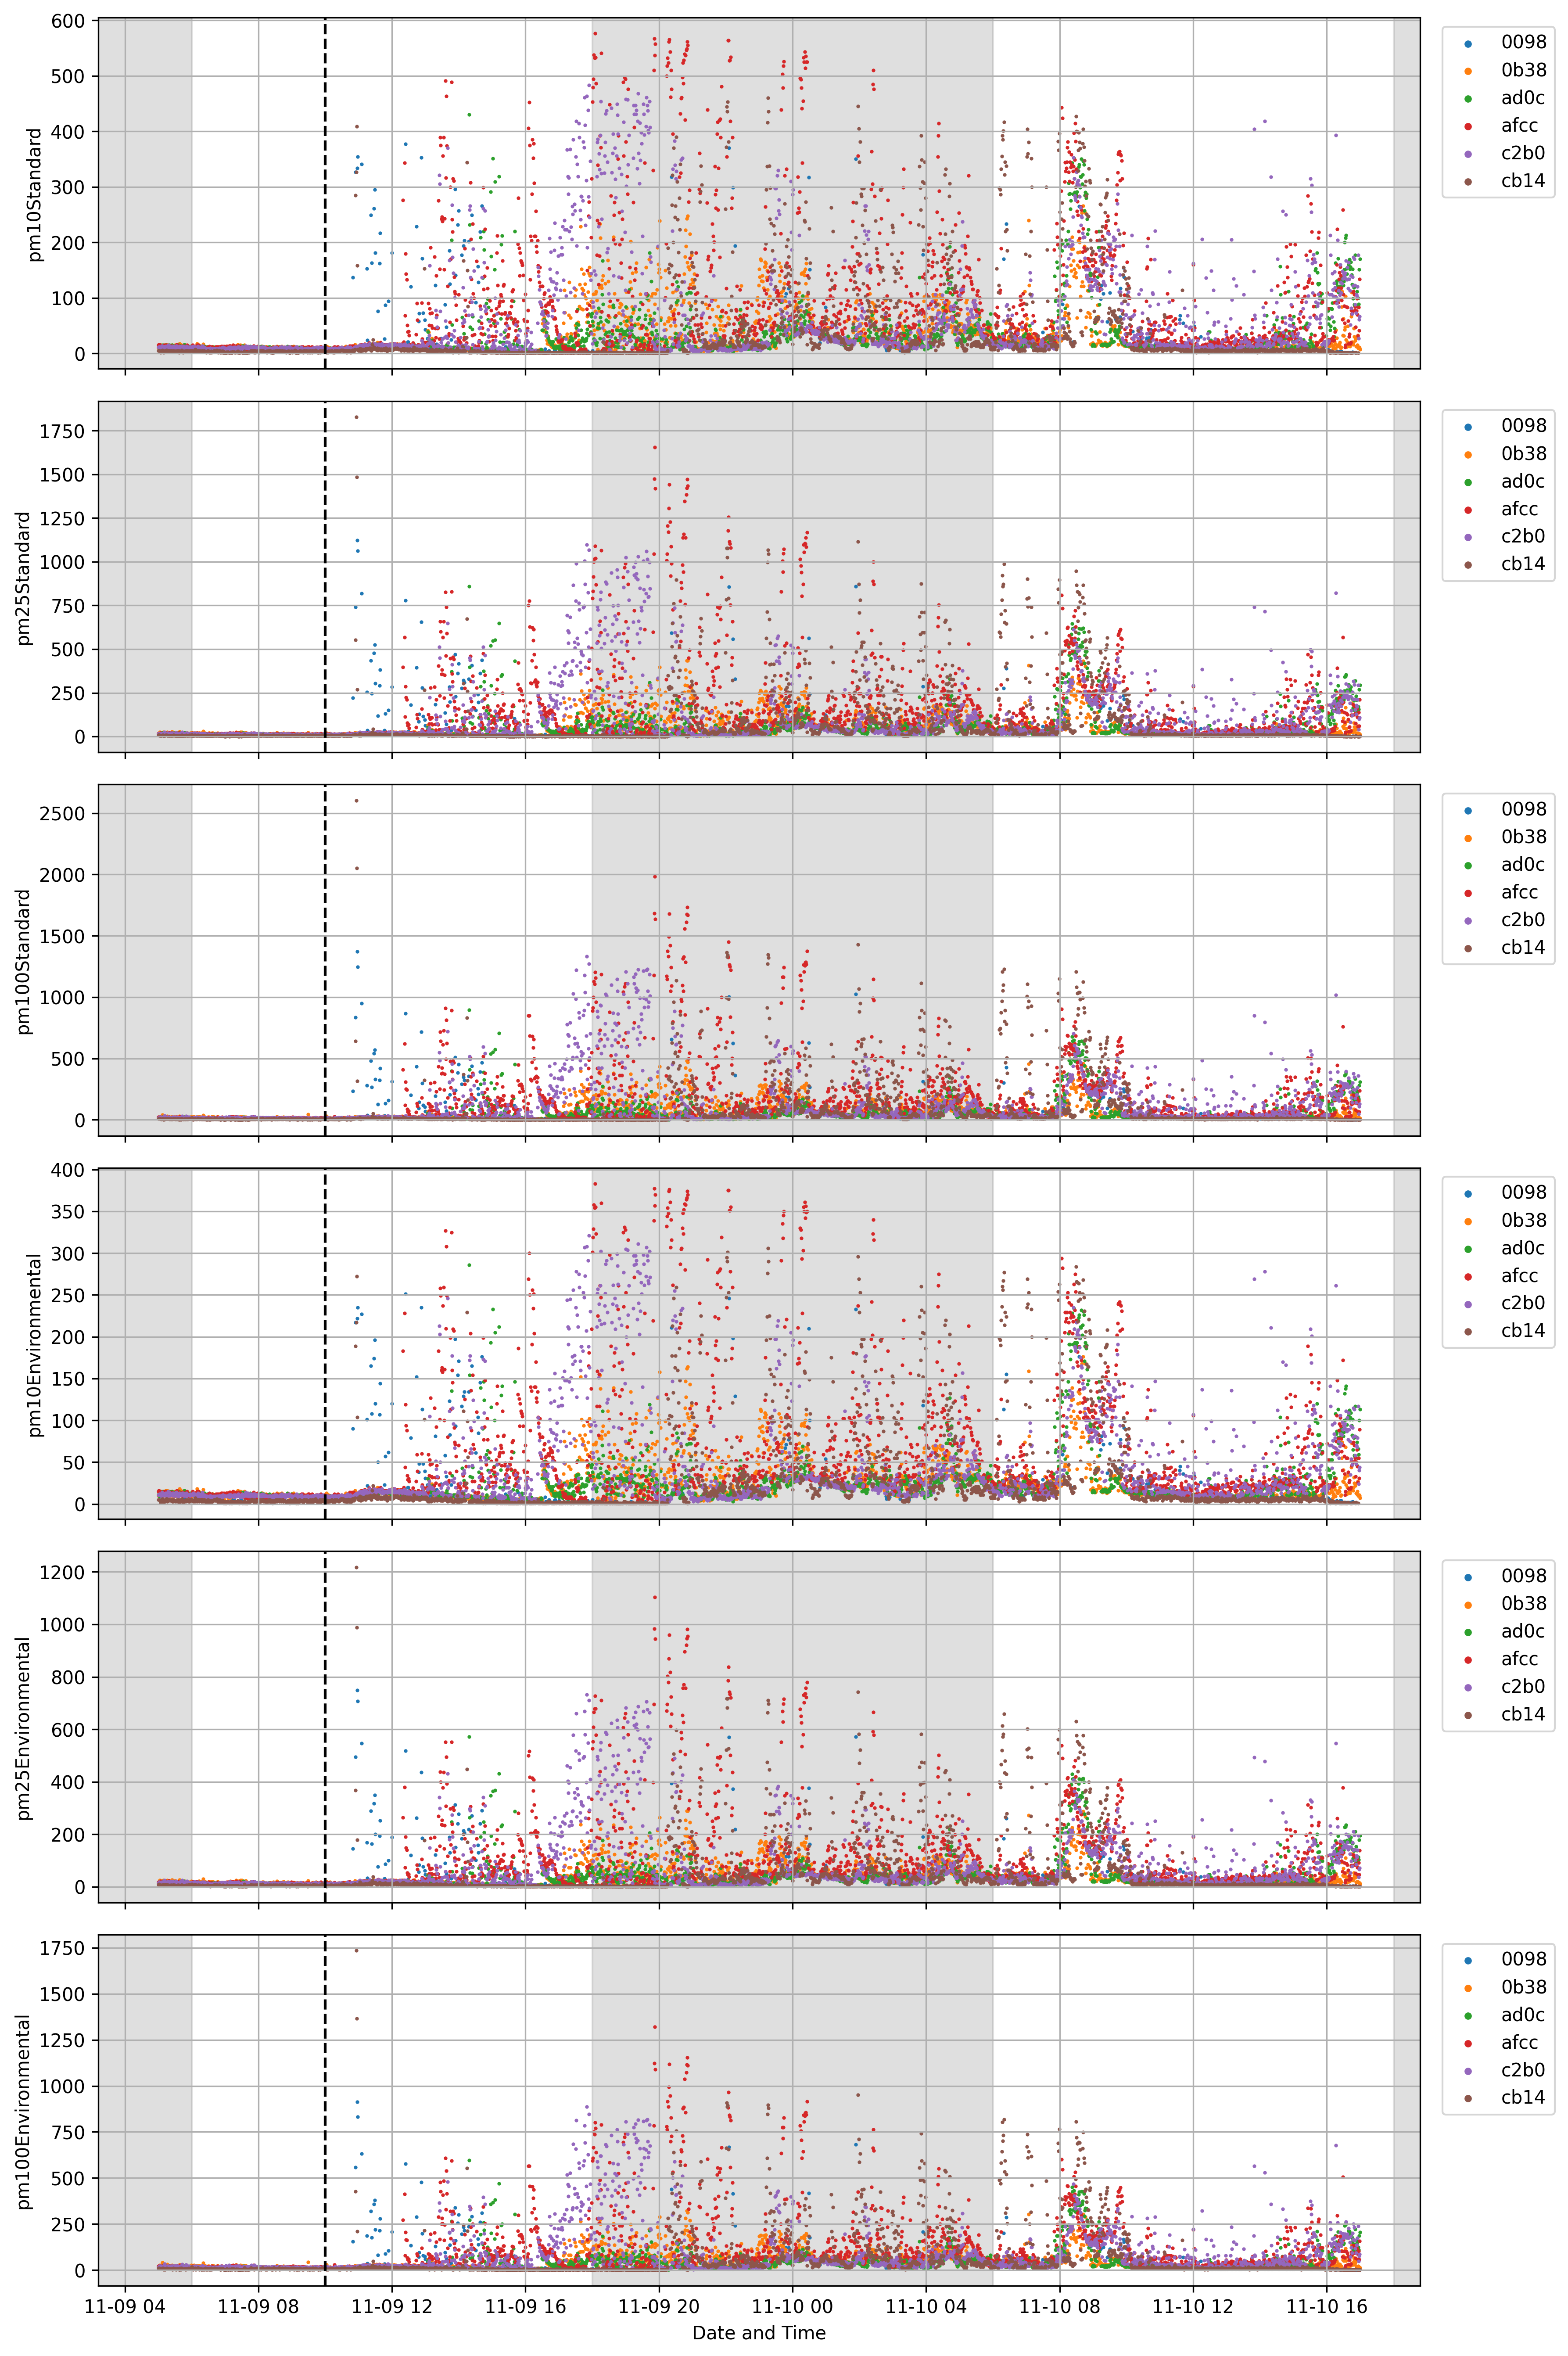 600
500
400
300
200
100
0
pm10Standard
0098
0b38
ad0c
afcc
c2b0
cb14
1750
1500
1250
1000
750
500
250
0
pm25Standard
0098
0b38
ad0c
afcc
c2b0
cb14
2500
2000
1500
1000
500
0
pm100Standard
0098
0b38
ad0c
afcc
c2b0
cb14
400
350
300
250
200
150
100
50
0
pm10Environmental
0098
0b38
ad0c
afcc
c2b0
cb14
1200
1000
800
600
400
200
0
pm25Environmental
0098
0b38
ad0c
afcc
c2b0
cb14
1750
1500
1250
1000
750
500
250
0
pm100Environmental
0098
0b38
ad0c
afcc
c2b0
cb14
11-09 04 11-09 08 11-09 12 11-09 16 11-09 20 11-10 00 11-10 04 11-10 08 11-10 12 11-10 16
Date and Time